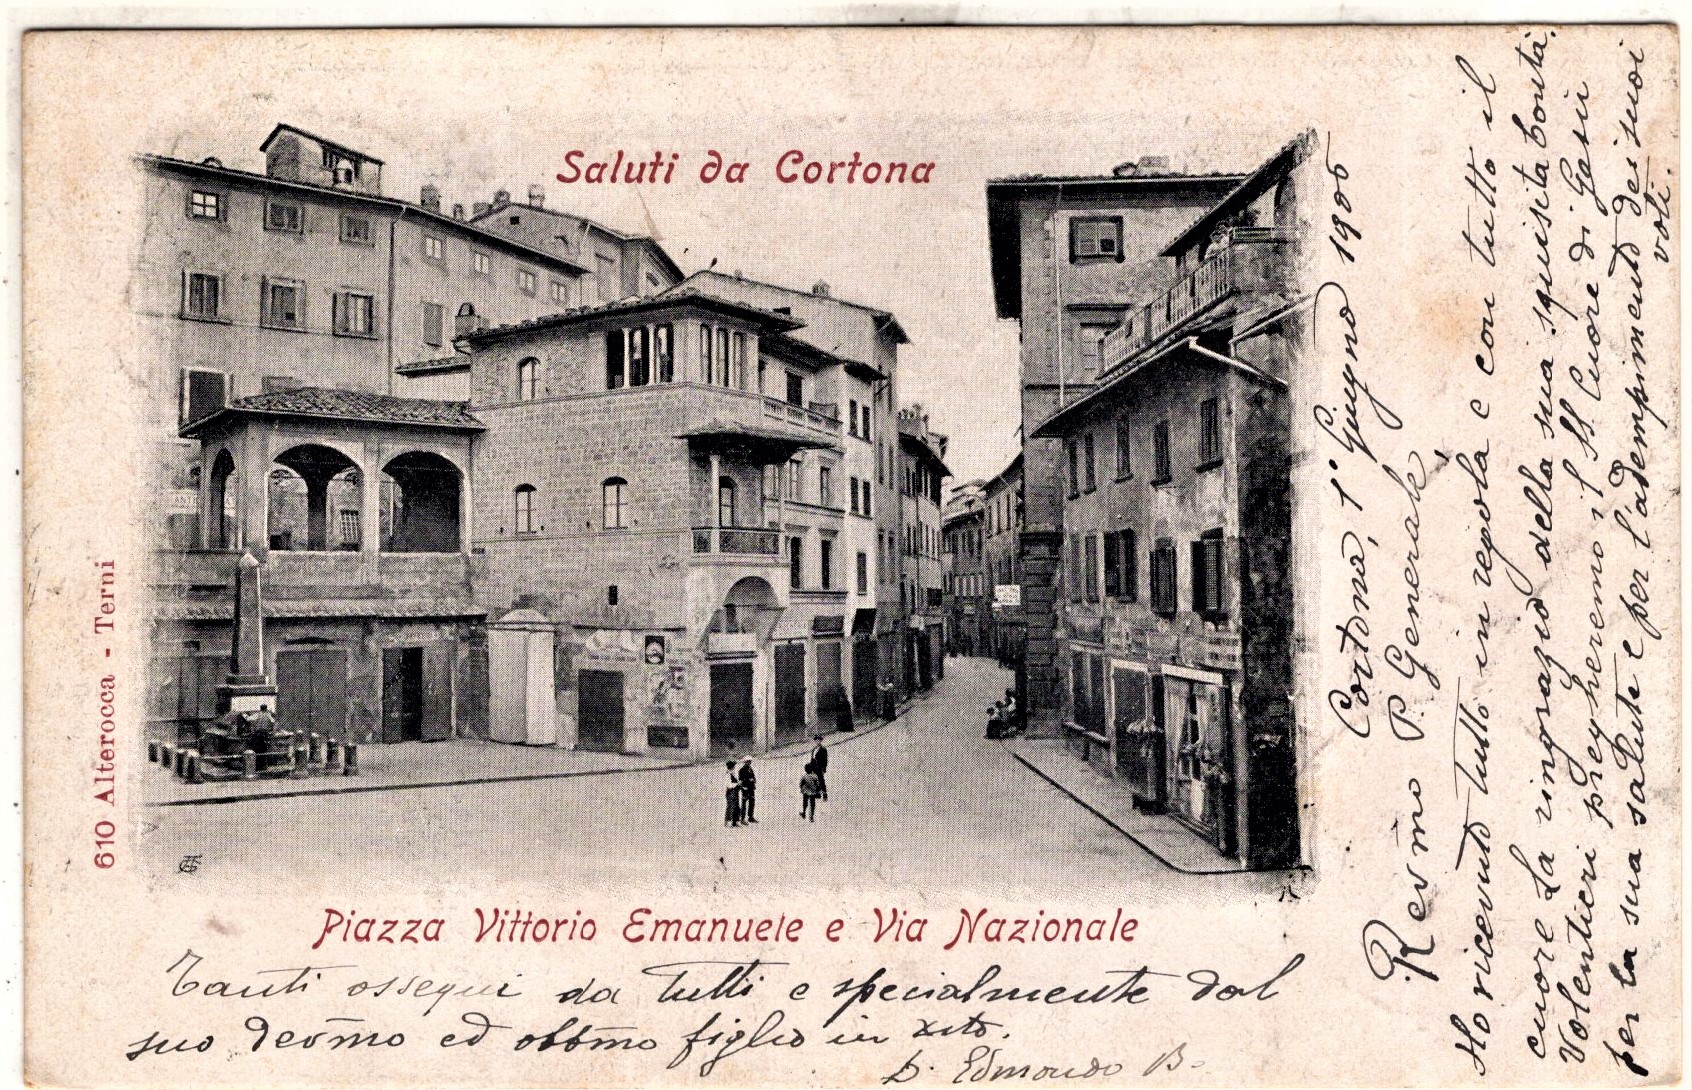 Saluti da Cortona
610 Alterocca - Terni
Piazza Vittorio Emanuele e Via Nazionale
Cortona, 1° Giugno 1906
Revmo P. Generale,
Ho ricevuto tutto in regola e con tutto il
cuore La ringrazio della sua squisita bontà.
Volentieri pregheremo il SS Cuore di Gesù
per la sua salute e per l'adempimento dei suoi
voti.
Tanti ossequi da tutti e specialmente dal
suo devmo ed obbmo figlio in xsto.
D. Edmondo B.